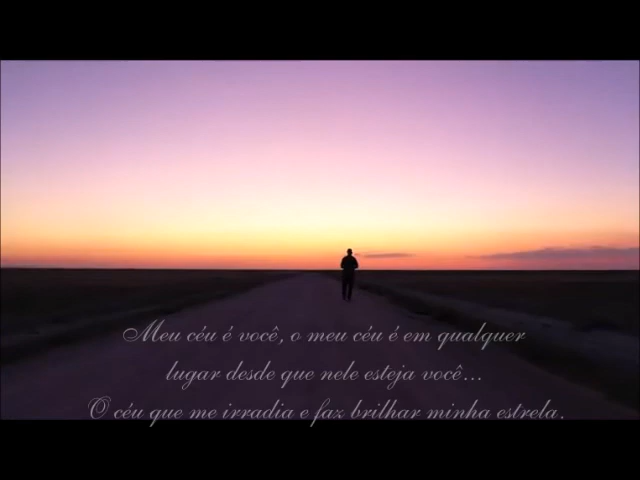 Meu céu é você, o meu céu é em qualquer
lugar desde que nele esteja você...
O céu que me irradia e faz brilhar minha estrela.